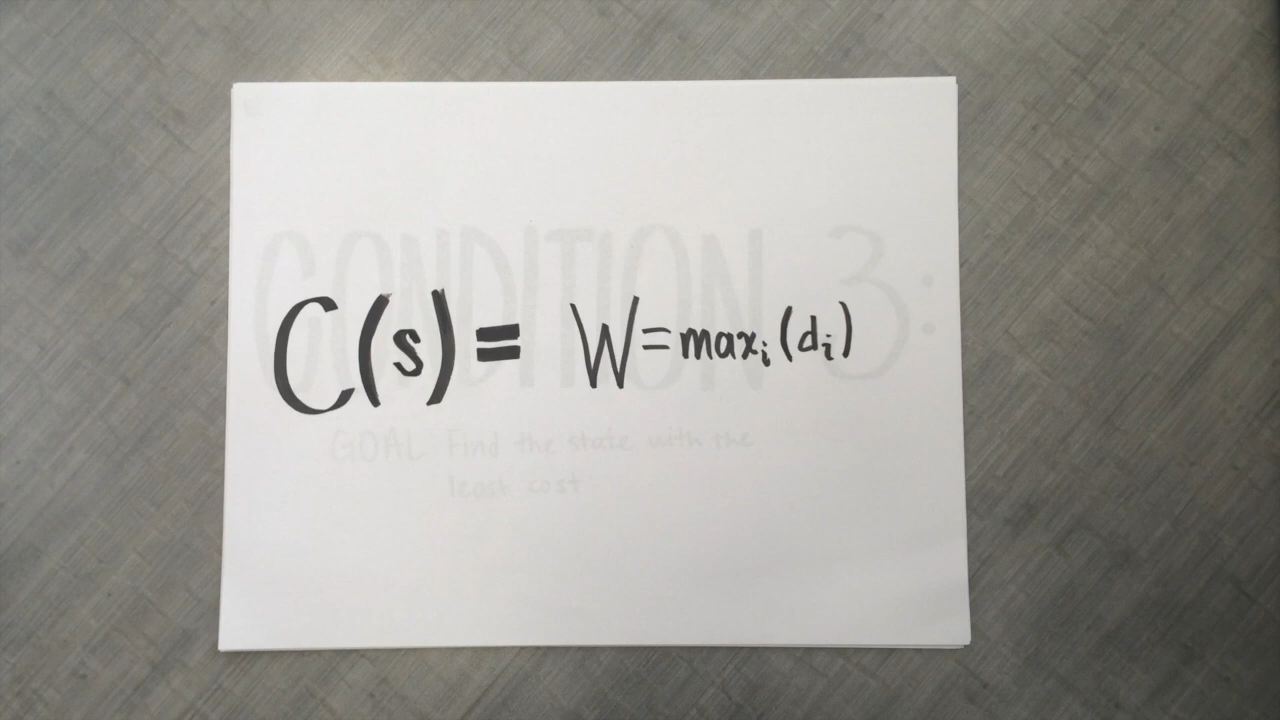 CONDITION 3:
C(s) = W=maxᵢ(dᵢ)
GOAL: Find the state with the
least cost